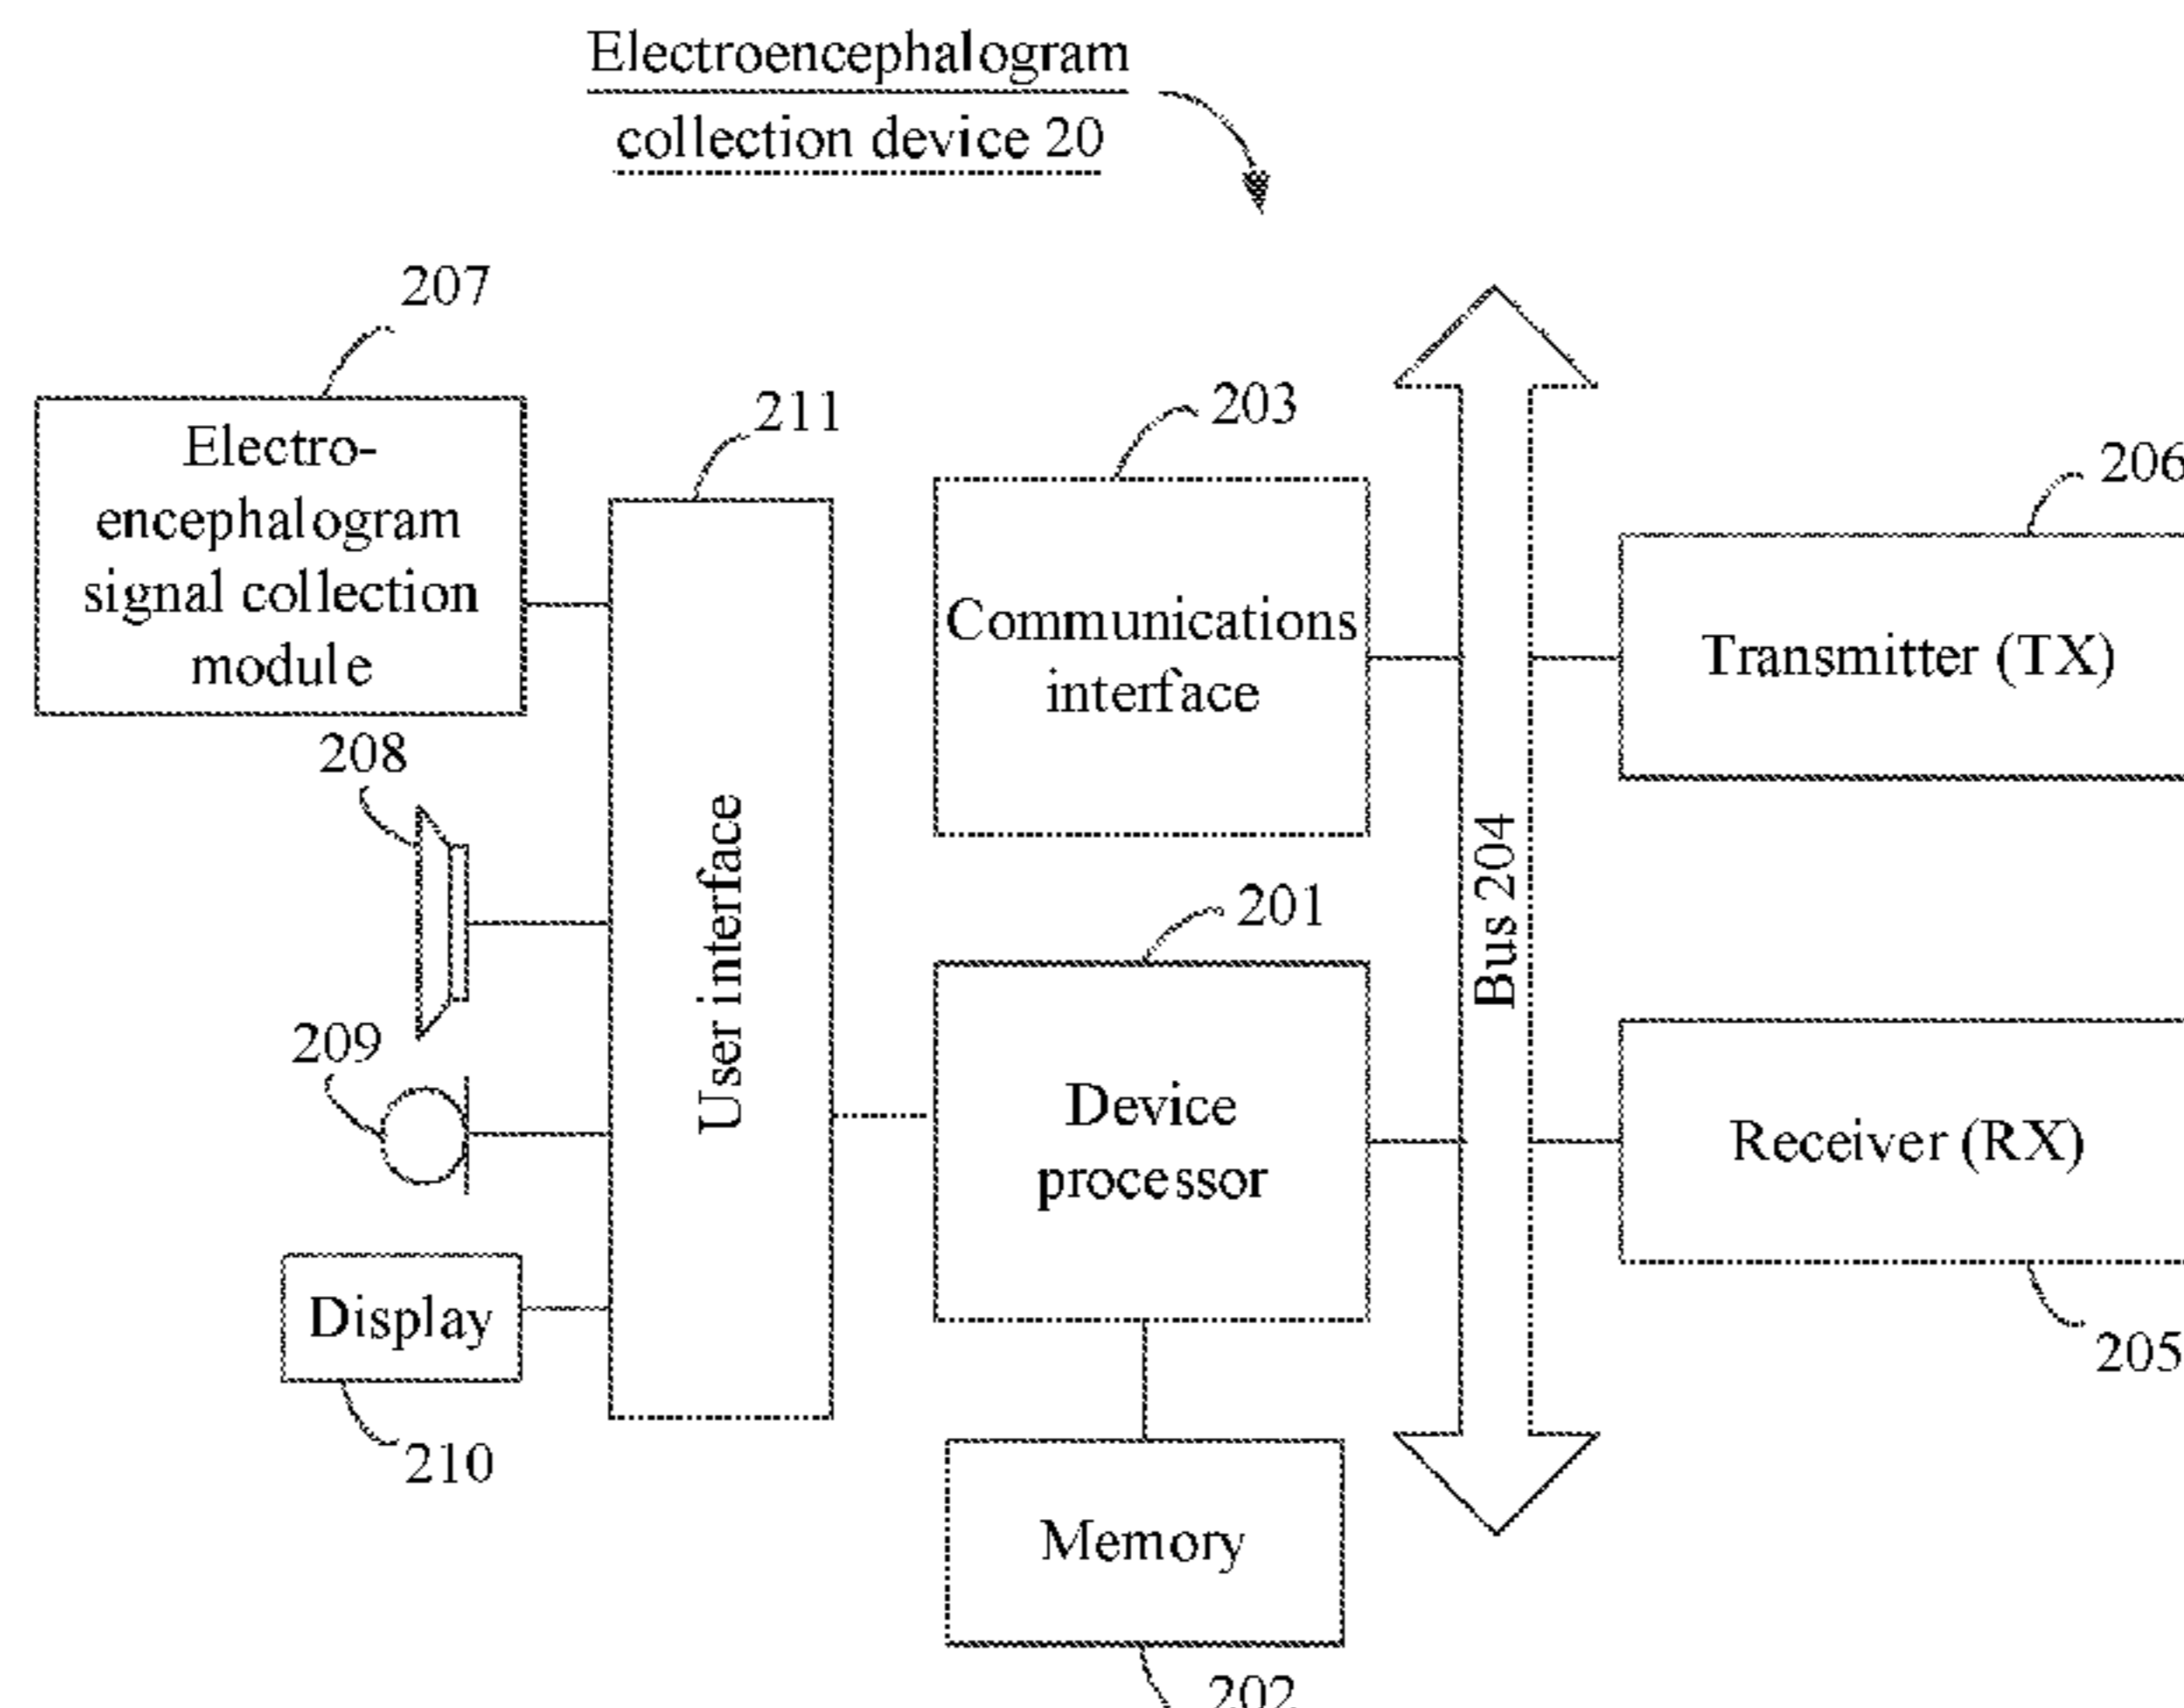 Electroencephalogram
collection device 20
207
Electro-
encephalogram
signal collection
module
211
203
206
Communications
interface
Transmitter (TX)
208
User interface
Bus 204
201
209
Device
processor
Receiver (RX)
Display
205
210
Memory
202